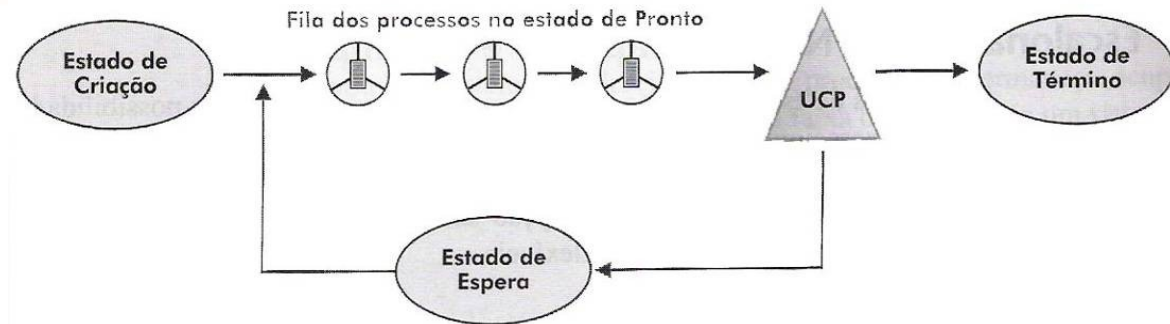 Fila dos processos no estado de Pronto
Estado de
Criação
UCP
Estado de
Término
Estado de
Espera